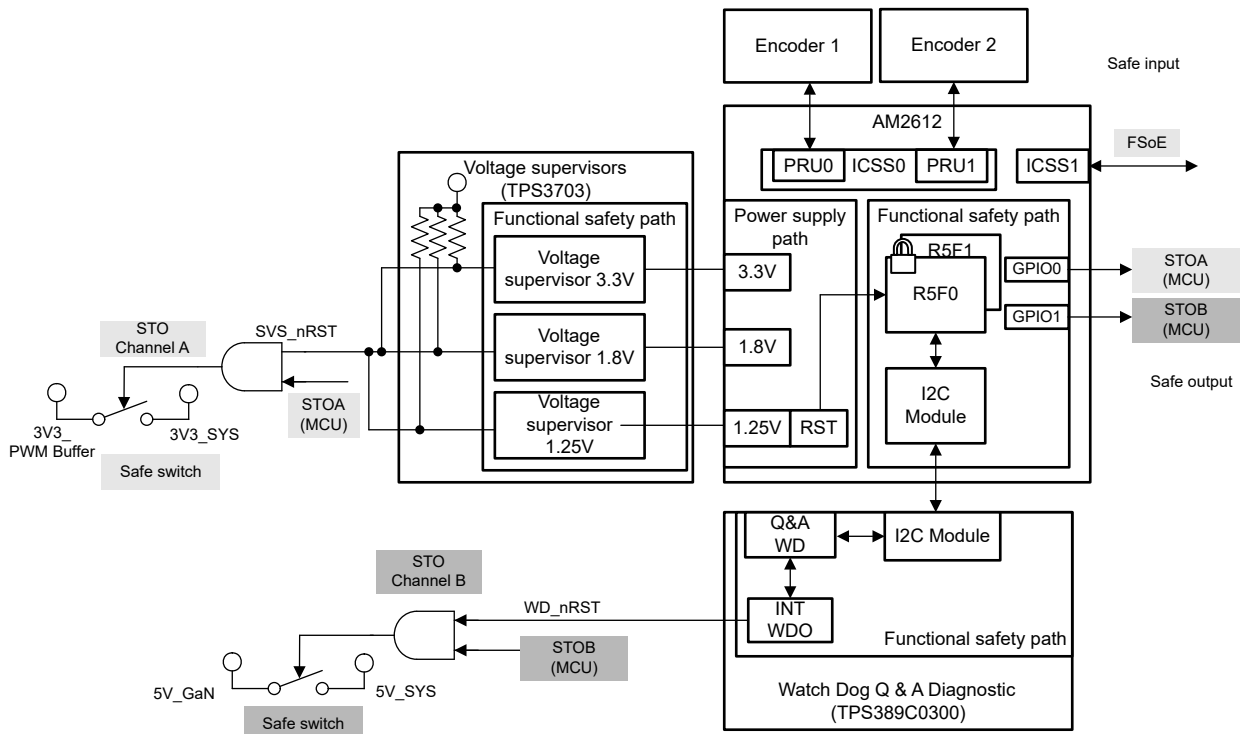 Encoder 1
Encoder 2
Safe input
AM2612
FSoE
PRU0
ICSS0
PRU1
ICSS1
Voltage supervisors
(TPS3703)
Functional safety path
Power supply
path
Functional safety path
Voltage
supervisor 3.3V
3.3V
R5F1
R5F0
GPIO0
STOA
(MCU)
GPIO1
STOB
(MCU)
STO
Channel A
SVS_nRST
Voltage
supervisor 1.8V
1.8V
Safe output
I2C
Module
STOA
(MCU)
Voltage
supervisor
1.25V
1.25V
RST
3V3_
PWM Buffer
3V3_SYS
Safe switch
Q&A
WD
I2C Module
STO
Channel B
WD_nRST
INT
WDO
Functional safety path
STOB
(MCU)
5V_GaN
5V_SYS
Safe switch
Watch Dog Q & A Diagnostic
(TPS389C0300)